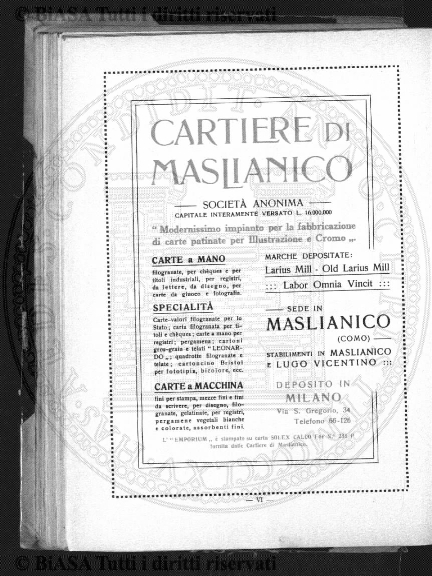 © BiASA Tutti i diritti riservati
CARTIERE DI
MASLIANICO
SOCIETÀ ANONIMA
CAPITALE INTERAMENTE VERSATO L. 16.000.000
“ Modernissimo impianto per la fabbricazione
di carte patinate per Illustrazione e Cromo „
CARTE a MANO
filogranate, per chèques e per
titoli industriali, per registri,
da lettere, da disegno, per
carte da giuoco e fotografia.
SPECIALITÀ
Carte-valori filogranate per lo
Stato; carta filogranata per ti-
toli e chèques; carte a mano per
registri; pergamena; cartoni
gros-grain e telati “LEONAR-
DO„; quadrotte filogranate e
telate; cartoncino Bristol
per fototipia, bicolore, ecc.
CARTE a MACCHINA
fini per stampa, mezze fini e fini
da scrivere, per disegno, filo-
granate, gelatinate, per registri,
pergamene vegetali bianche
e colorate, assorbenti fini.
MARCHE DEPOSITATE:
Larius Mill - Old Larius Mill
::: Labor Omnia Vincit :::
SEDE IN
MASLIANICO
(COMO)
STABILIMENTI IN MASLIANICO
E LUGO VICENTINO :::
DEPOSITO IN
MILANO
Via S. Gregorio, 34
Telefono 66-126
L' “EMPORIUM„ è stampato su carta SOLEX CALDO
fornita dalle Cartiere di Maslianico.
— VI —
© BiASA Tutti i diritti riservati